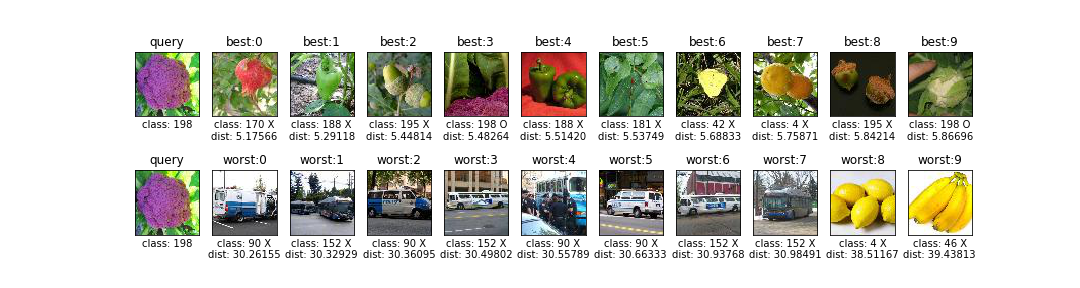 query best:0 best:1 best:2 best:3 best:4 best:5 best:6 best:7 best:8 best:9
class: 198 class: 170 X class: 188 X class: 195 X class: 198 O class: 188 X class: 181 X class: 42 X class: 4 X class: 195 X class: 198 O
dist: 5.17566 dist: 5.29118 dist: 5.44814 dist: 5.48264 dist: 5.51420 dist: 5.53749 dist: 5.68833 dist: 5.75871 dist: 5.84214 dist: 5.86696
query worst:0 worst:1 worst:2 worst:3 worst:4 worst:5 worst:6 worst:7 worst:8 worst:9
class: 198 class: 90 X class: 152 X class: 90 X class: 152 X class: 90 X class: 90 X class: 152 X class: 152 X class: 4 X class: 46 X
dist: 30.26155 dist: 30.32929 dist: 30.36095 dist: 30.49802 dist: 30.55789 dist: 30.66333 dist: 30.93768 dist: 30.98491 dist: 38.51167 dist: 39.43813